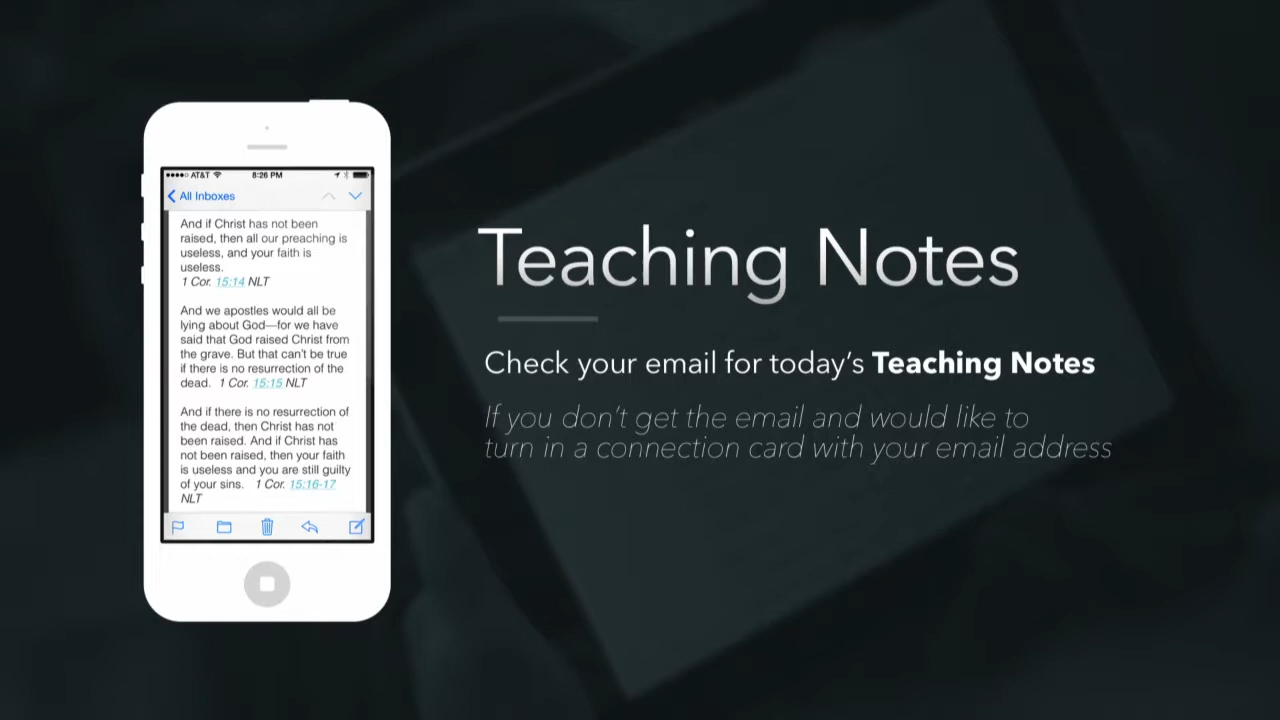 AT&T 8:26 PM
All Inboxes
And if Christ has not been
raised, then all our preaching is
useless, and your faith is
useless.
1 Cor. 15:14 NLT
And we apostles would all be
lying about God—for we have
said that God raised Christ from
the grave. But that can't be true
if there is no resurrection of the
dead. 1 Cor. 15:15 NLT
And if there is no resurrection of
the dead, then Christ has not
been raised. And if Christ has
not been raised, then your faith
is useless and you are still guilty
of your sins. 1 Cor. 15:16-17
NLT
Teaching Notes
Check your email for today's Teaching Notes
If you don't get the email and would like to
turn in a connection card with your email address